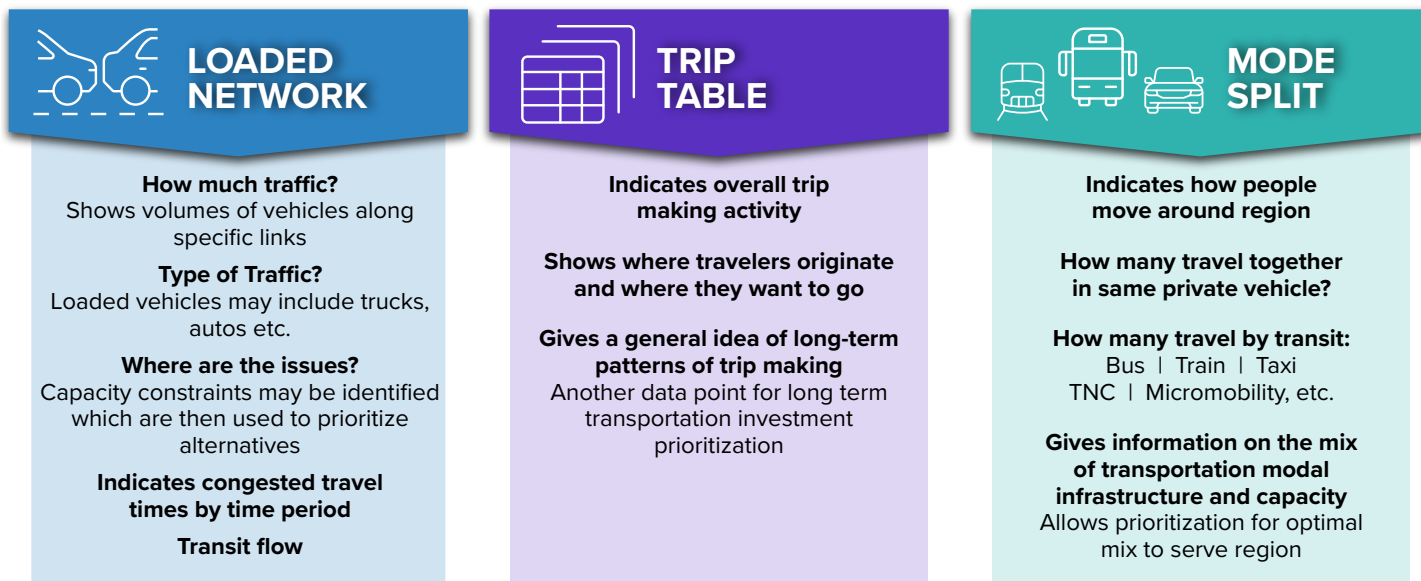 LOADED
NETWORK
How much traffic?
Shows volumes of vehicles along
specific links
Type of Traffic?
Loaded vehicles may include trucks,
autos etc.
Where are the issues?
Capacity constraints may be identified
which are then used to prioritize
alternatives
Indicates congested travel
times by time period
Transit flow
TRIP
TABLE
Indicates overall trip
making activity
Shows where travelers originate
and where they want to go
Gives a general idea of long-term
patterns of trip making
Another data point for long term
transportation investment
prioritization
MODE
SPLIT
Indicates how people
move around region
How many travel together
in same private vehicle?
How many travel by transit:
Bus | Train | Taxi
TNC | Micromobility, etc.
Gives information on the mix
of transportation modal
infrastructure and capacity
Allows prioritization for optimal
mix to serve region